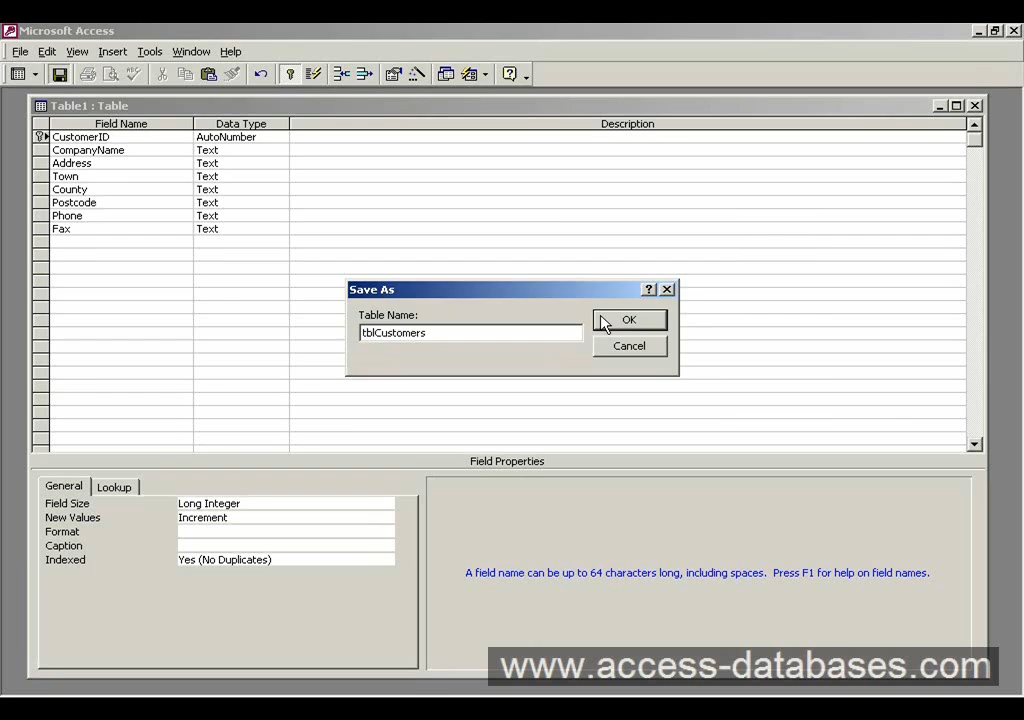 Microsoft Access
File Edit View Insert Tools Window Help
Table1 : Table
Field Name Data Type Description
CustomerID AutoNumber
CompanyName Text
Address Text
Town Text
County Text
Postcode Text
Phone Text
Fax Text
Save As
Table Name:
OK
tblCustomers
Cancel
Field Properties
General Lookup
Field Size Long Integer
New Values Increment
Format
Caption
Indexed Yes (No Duplicates)
A field name can be up to 64 characters long, including spaces. Press F1 for help on field names.
www.access-databases.com